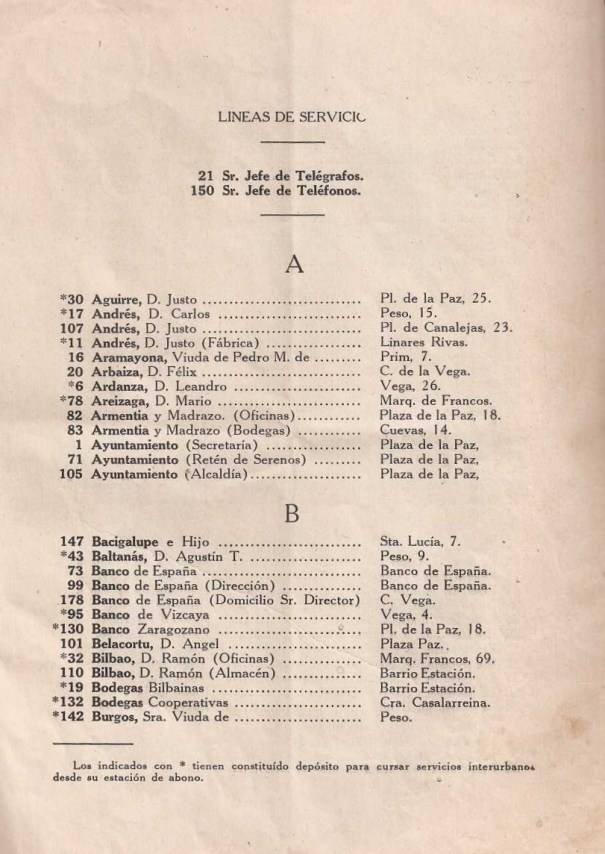 LINEAS DE SERVICIO
21 Sr. Jefe de Telégrafos.
150 Sr. Jefe de Teléfonos.
A
*30 Aguirre, D. Justo ............................ Pl. de la Paz, 25.
*17 Andrés, D. Carlos .......................... Peso, 15.
107 Andrés, D. Justo ............................ Pl. de Canalejas, 23.
*11 Andrés, D. Justo (Fábrica) ................. Linares Rivas.
16 Aramayona, Viuda de Pedro M. de ........ Prim, 7.
20 Arbaiza, D. Félix ............................. C. de la Vega.
*6 Ardanza, D. Leandro ....................... Vega, 26.
*78 Areizaga, D. Mario .......................... Marq. de Francos.
82 Armentia y Madrazo. (Oficinas)........... Plaza de la Paz, 18.
83 Armentia y Madrazo (Bodegas) ........... Cuevas, 14.
1 Ayuntamiento (Secretaría) .................. Plaza de la Paz,
71 Ayuntamiento (Retén de Serenos) ........ Plaza de la Paz,
105 Ayuntamiento (Alcaldía).................... Plaza de la Paz,
B
147 Bacigalupe e Hijo ......................... Sta. Lucía, 7.
*43 Baltanás, D. Agustín T. .................... Peso, 9.
73 Banco de España ............................ Banco de España.
99 Banco de España (Dirección) .............. Banco de España.
178 Banco de España (Domicilio Sr. Director) C. Vega.
*95 Banco de Vizcaya .......................... Vega, 4.
*130 Banco Zaragozano ......................... Pl. de la Paz, 18.
101 Belacortu, D. Angel ........................ Plaza Paz..
*32 Bilbao, D. Ramón (Oficinas) .............. Marq. Francos, 69.
110 Bilbao, D. Ramón (Almacén) .............. Barrio Estación.
*19 Bodegas Bilbainas ........................... Barrio Estación.
*132 Bodegas Cooperativas ....................... Cra. Casalarreina.
*142 Burgos, Sra. Viuda de ...................... Peso.
Los indicados con * tienen constituído depósito para cursar servicios interurbanos
desde su estación de abono.